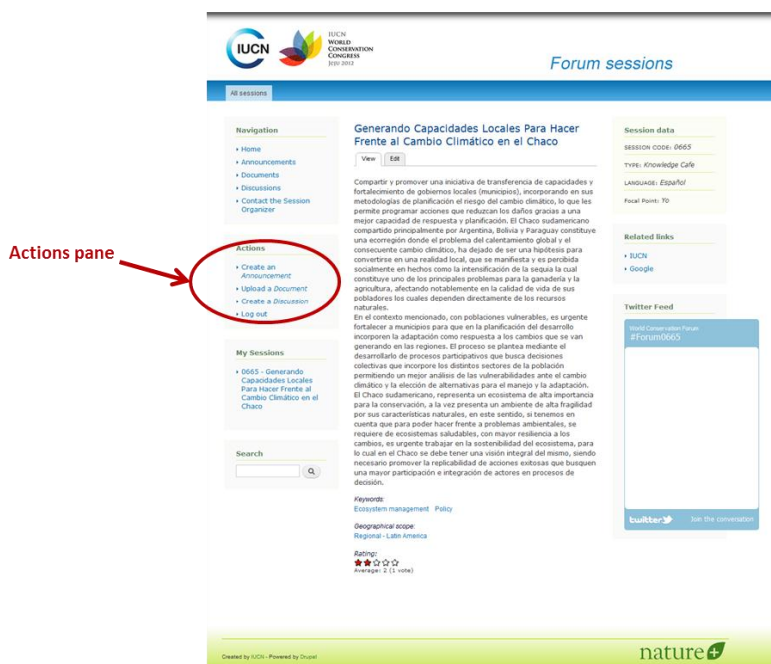 IUCN
IUCN
WORLD
CONSERVATION
CONGRESS
JEJU 2012
Forum sessions
All sessions
Actions pane
Navigation
Home
Announcements
Documents
Discussions
Contact the Session
Organizer
Actions
Create an
Announcement
Upload a Document
Create a Discussion
Log out
My Sessions
0665 - Generando
Capacidades Locales
Para Hacer Frente al
Cambio Climático en el
Chaco
Search
Generando Capacidades Locales Para Hacer
Frente al Cambio Climático en el Chaco
View Edit
Compartir y promover una iniciativa de transferencia de capacidades y
fortalecimiento de gobiernos locales (municipios), incorporando en sus
metodologías de planificación el riesgo del cambio climático, lo que les
permite programar acciones que reduzcan los daños gracias a una
mejor capacidad de respuesta y planificación. El Chaco sudamericano
compartido principalmente por Argentina, Bolivia y Paraguay constituye
una ecorregión donde el problema del calentamiento global y el
consecuente cambio climático, ha dejado de ser una hipótesis para
convertirse en una realidad local, que se manifiesta y es percibida
socialmente en hechos como la intensificación de la sequia la cual
constituye uno de los principales problemas para la ganadería y la
agricultura, afectando notablemente en la calidad de vida de sus
pobladores los cuales dependen directamente de los recursos
naturales.
En el contexto mencionado, con poblaciones vulnerables, es urgente
fortalecer a municipios para que en la planificación del desarrollo
incorporen la adaptación como respuesta a los cambios que se van
generando en las regiones. El proceso se plantea mediante el
desarrollarlo de procesos participativos que busca decisiones
colectivas que incorpore los distintos sectores de la población
permitiendo un mejor análisis de las vulnerabilidades ante el cambio
climático y la elección de alternativas para el manejo y la adaptación.
El Chaco sudamericano, representa un ecosistema de alta importancia
para la conservación, a la vez presenta un ambiente de alta fragilidad
por sus características naturales, en este sentido, si tenemos en
cuenta que para poder hacer frente a problemas ambientales, se
requiere de ecosistemas saludables, con mayor resiliencia a los
cambios, es urgente trabajar en la sostenibilidad del ecosistema, para
lo cual en el Chaco se debe tener una visión integral del mismo, siendo
necesario promover la replicabilidad de acciones exitosas que busquen
una mayor participación e integración de actores en procesos de
decisión.
Keywords:
Ecosystem management Policy
Geographical scope:
Regional - Latin America
Rating:
Average: 2 (1 vote)
Session data
SESSION CODE: 0665
TYPE: Knowledge Cafe
LANGUAGE: Español
Focal Point: To
Related links
IUCN
Google
Twitter Feed
World Conservation Forum
#Forum0665
twitter
Join the conversation
Created by IUCN - Powered by Drupal
nature+